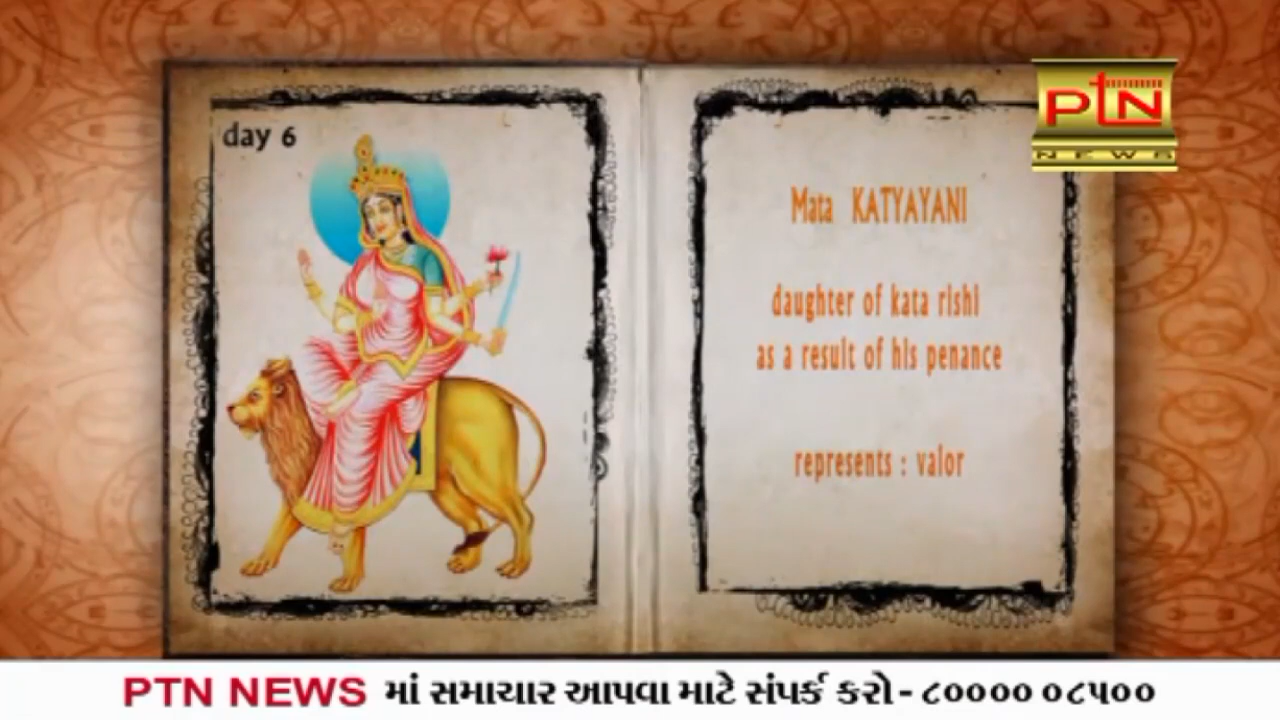 day 6
PTN
NEWS
Mata KATYAYANI
daughter of kata rishi
as a result of his penance
represents : valor
PTN NEWS માં સમાચાર આપવા માટે સંપર્ક કરો - ૮૦૦૦૦ ૦૮૫૦૦